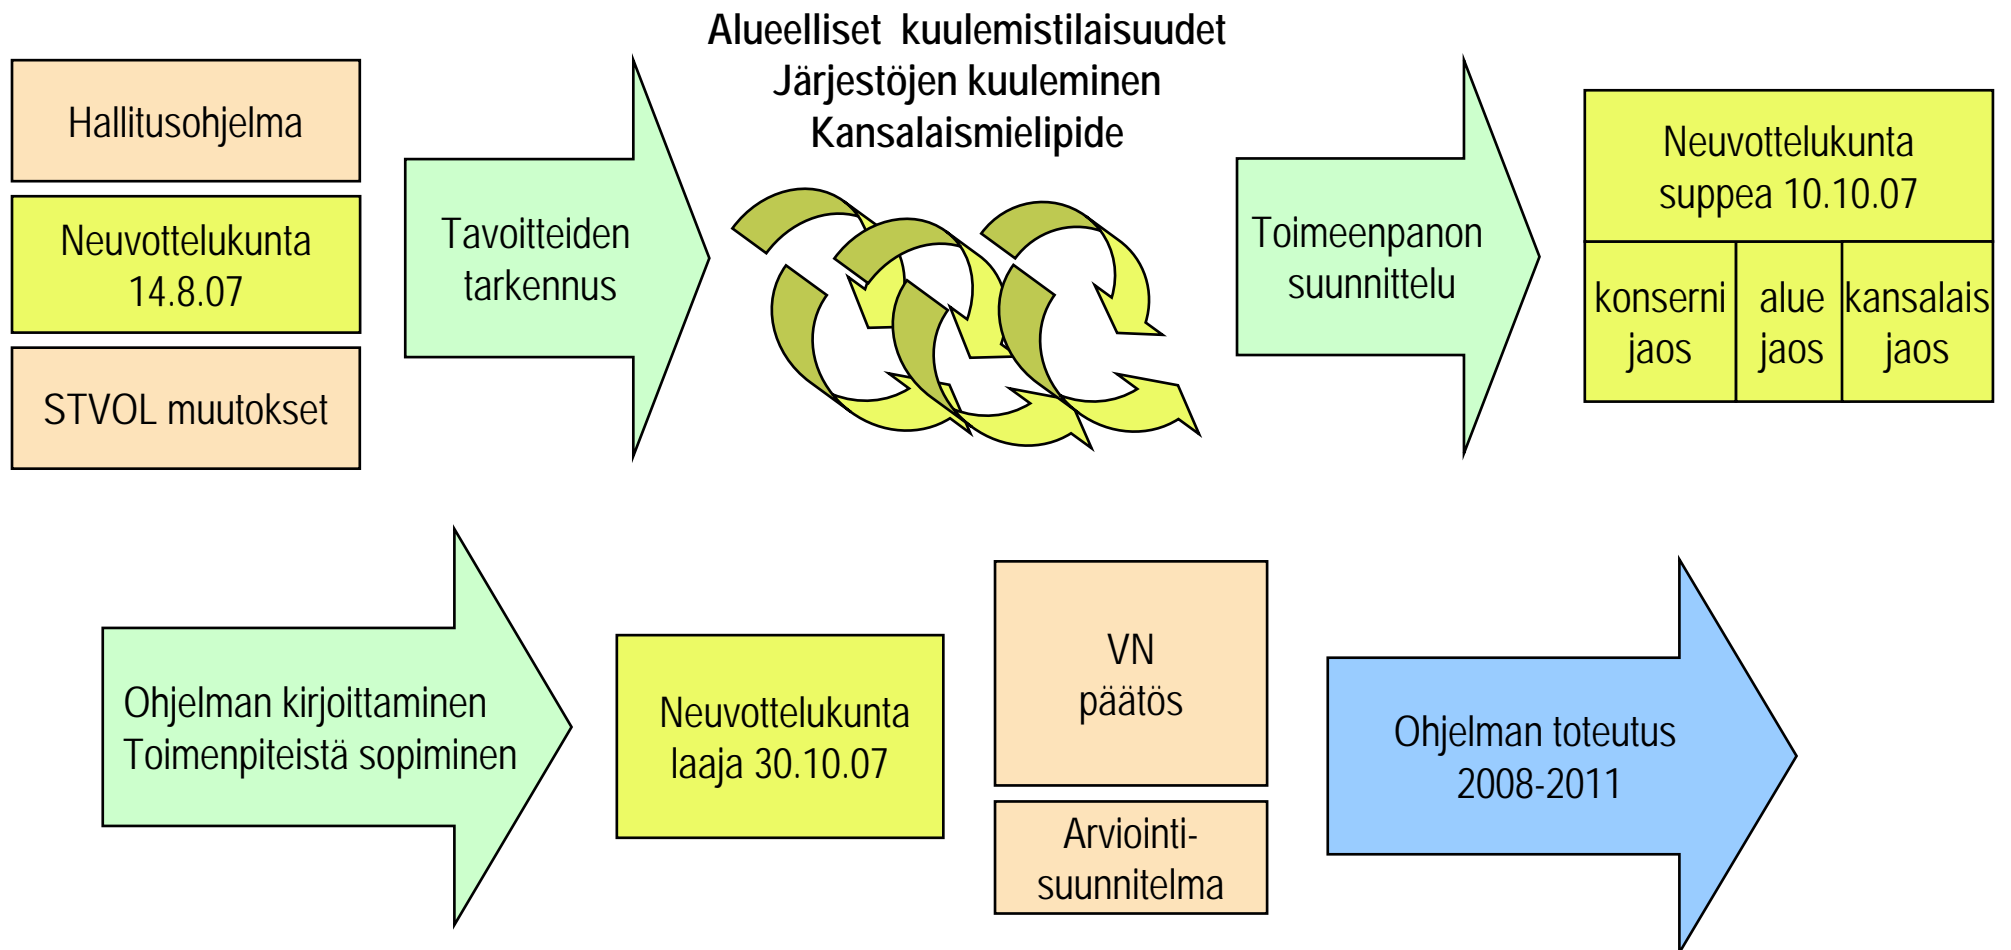 Hallitusohjelma
Neuvottelukunta
14.8.07
STVOL muutokset
Tavoitteiden
tarkennus
Alueelliset kuulemistilaisuudet
Järjestöjen kuuleminen
Kansalaismielipide
Toimeenpanon
suunnittelu
Neuvottelukunta
suppea 10.10.07
konserni
jaos
alue
jaos
kansalais
jaos
Ohjelman kirjoittaminen
Toimenpiteistä sopiminen
Neuvottelukunta
laaja 30.10.07
VN
päätös
Arviointi-
suunnitelma
Ohjelman toteutus
2008-2011